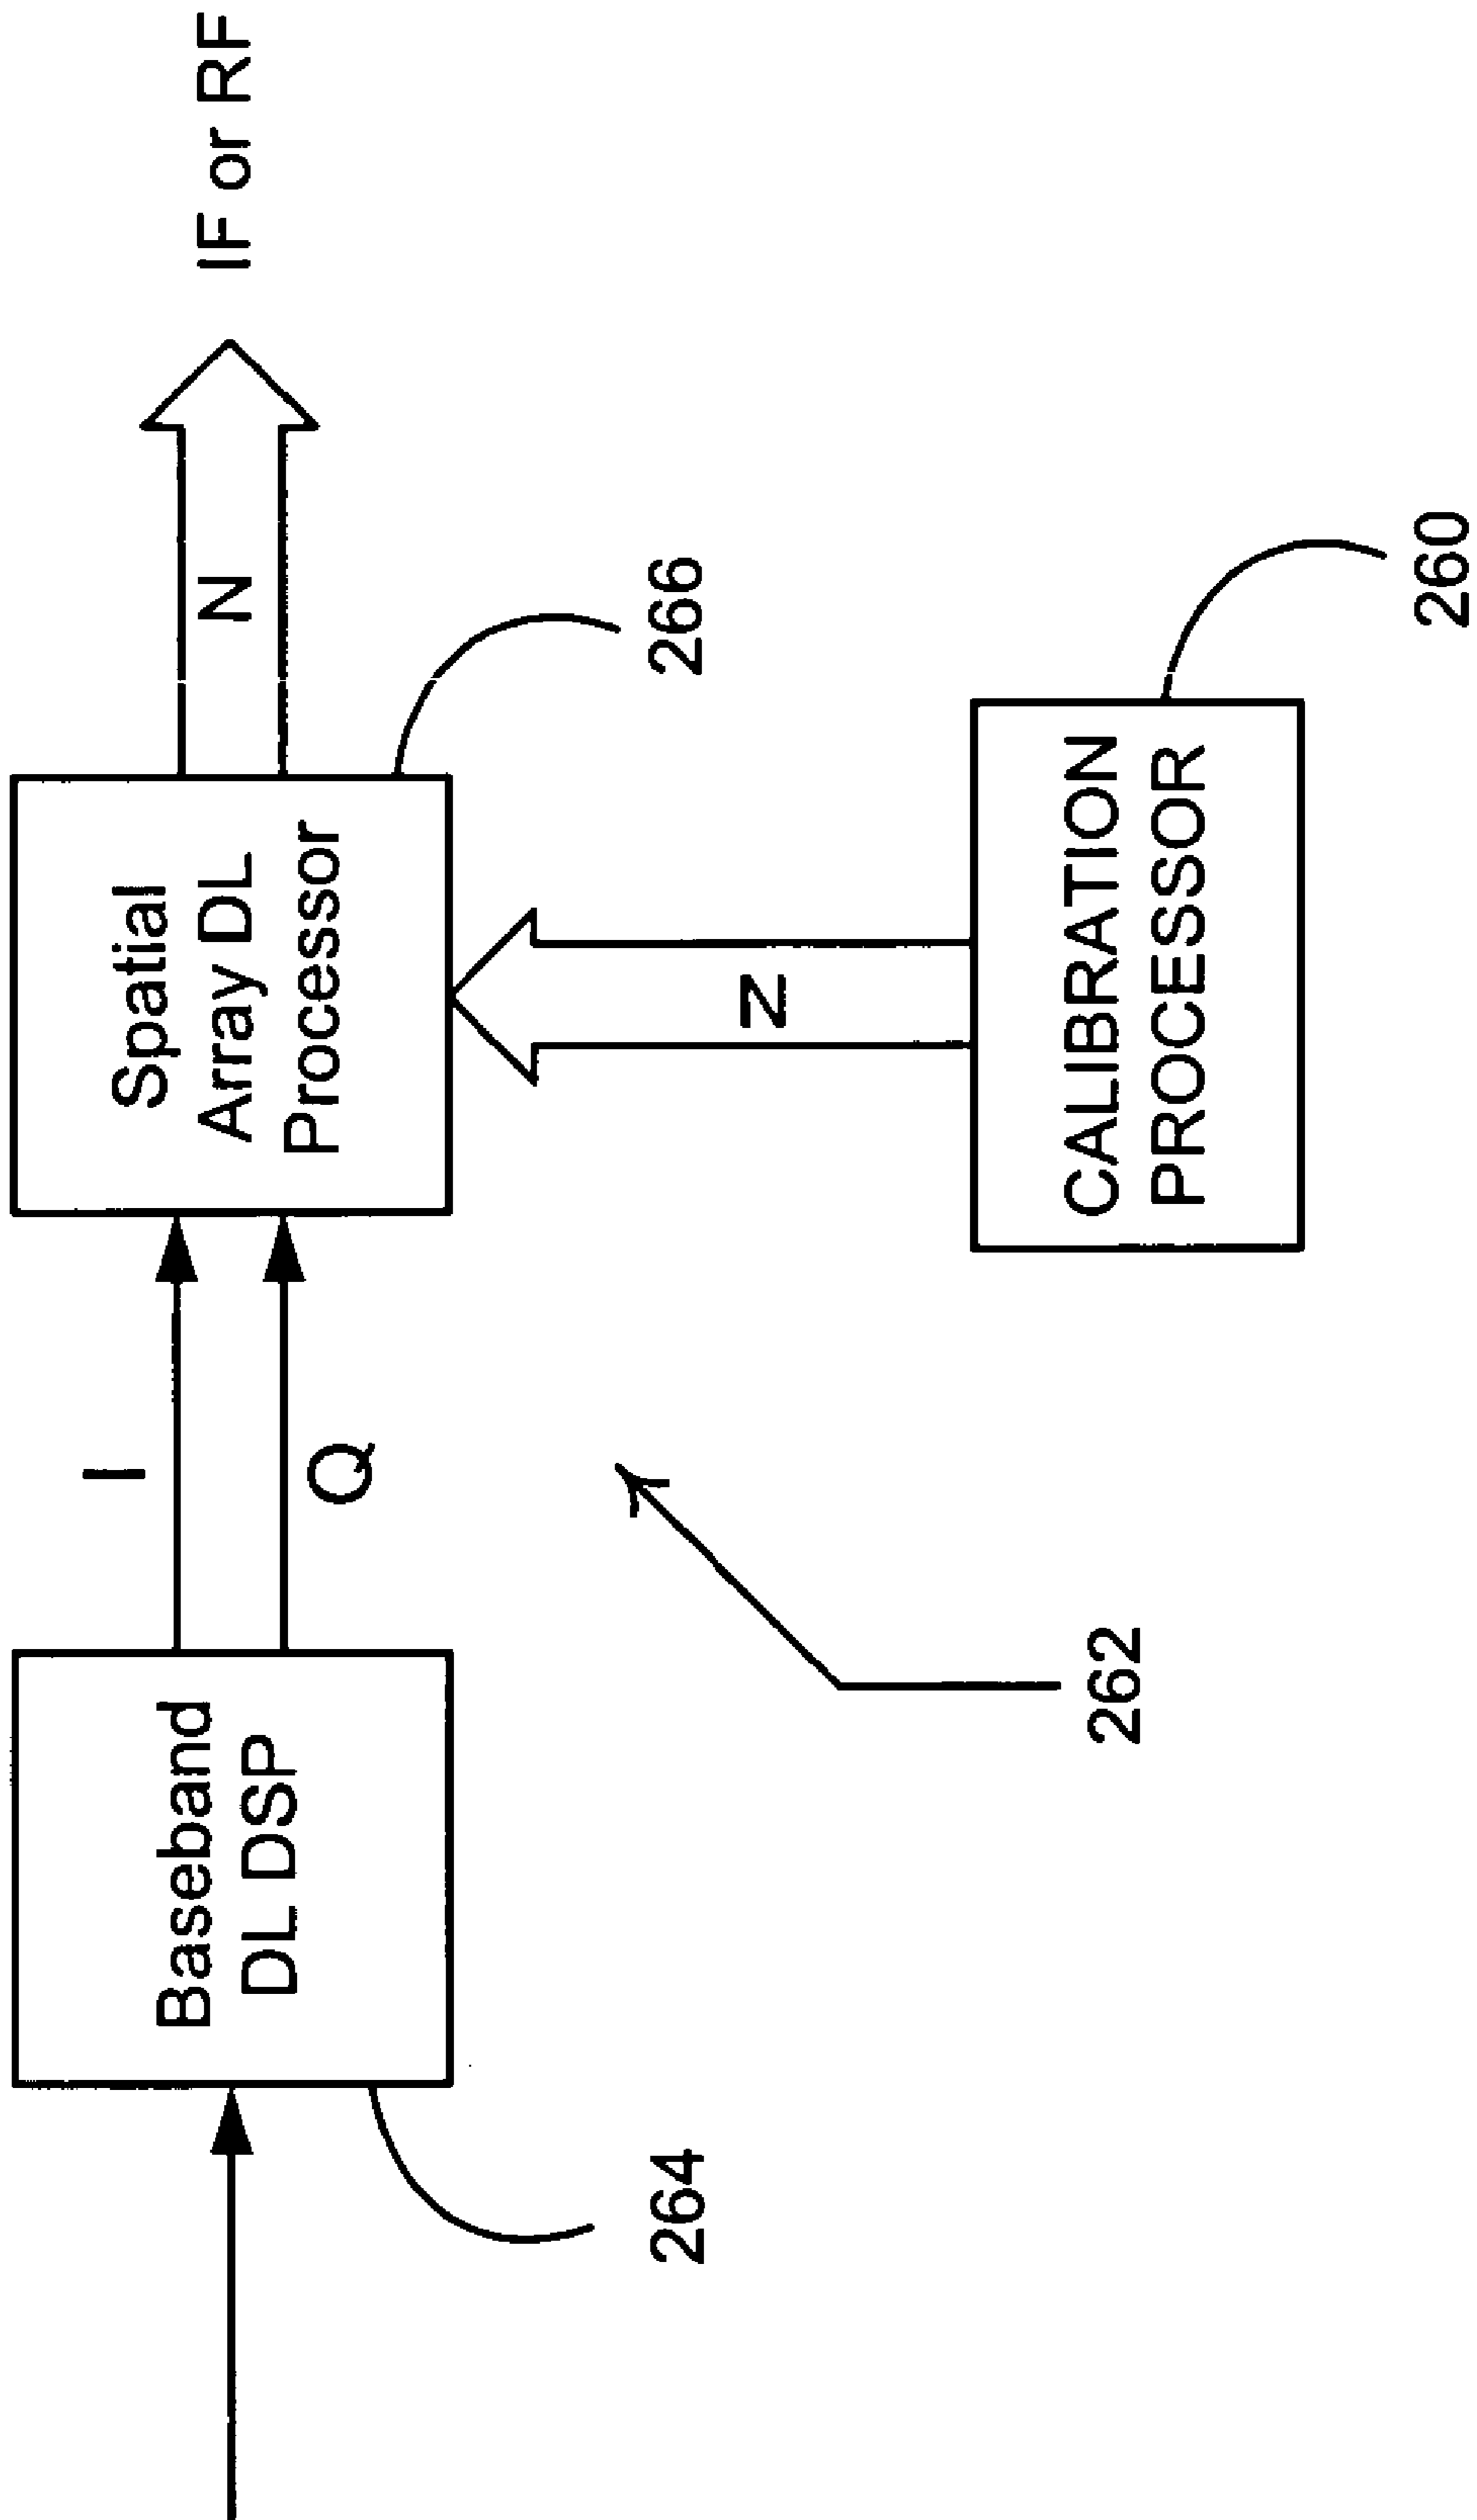 Baseband
DL DSP
264
I
Q
Spatial
Array DL
Processor
266
N
IF or RF
N
262
CALIBRATION
PROCESSOR
260